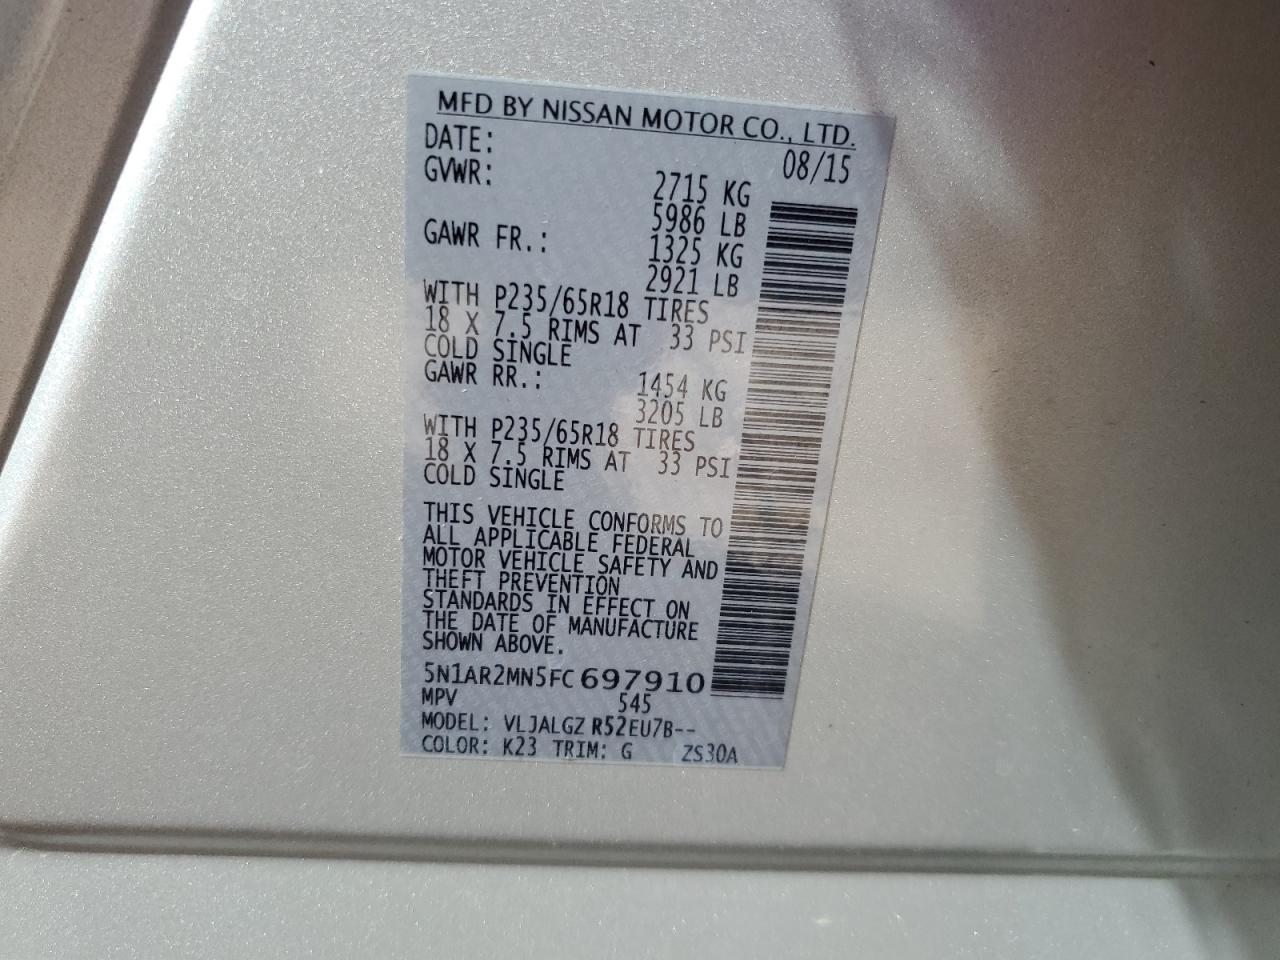 MFD BY NISSAN MOTOR CO., LTD.
DATE: 08/15
GVWR: 2715 KG
5986 LB
GAWR FR.: 1325 KG
2921 LB
WITH P235/65R18 TIRES
18 X 7.5 RIMS AT 33 PSI
COLD SINGLE
GAWR RR.: 1454 KG
3205 LB
WITH P235/65R18 TIRES
18 X 7.5 RIMS AT 33 PSI
COLD SINGLE
THIS VEHICLE CONFORMS TO
ALL APPLICABLE FEDERAL
MOTOR VEHICLE SAFETY AND
THEFT PREVENTION
STANDARDS IN EFFECT ON
THE DATE OF MANUFACTURE
SHOWN ABOVE.
5N1AR2MN5FC697910
MPV 545
MODEL: VLJALGZ R52EU7B--
COLOR: K23 TRIM: G ZS30A